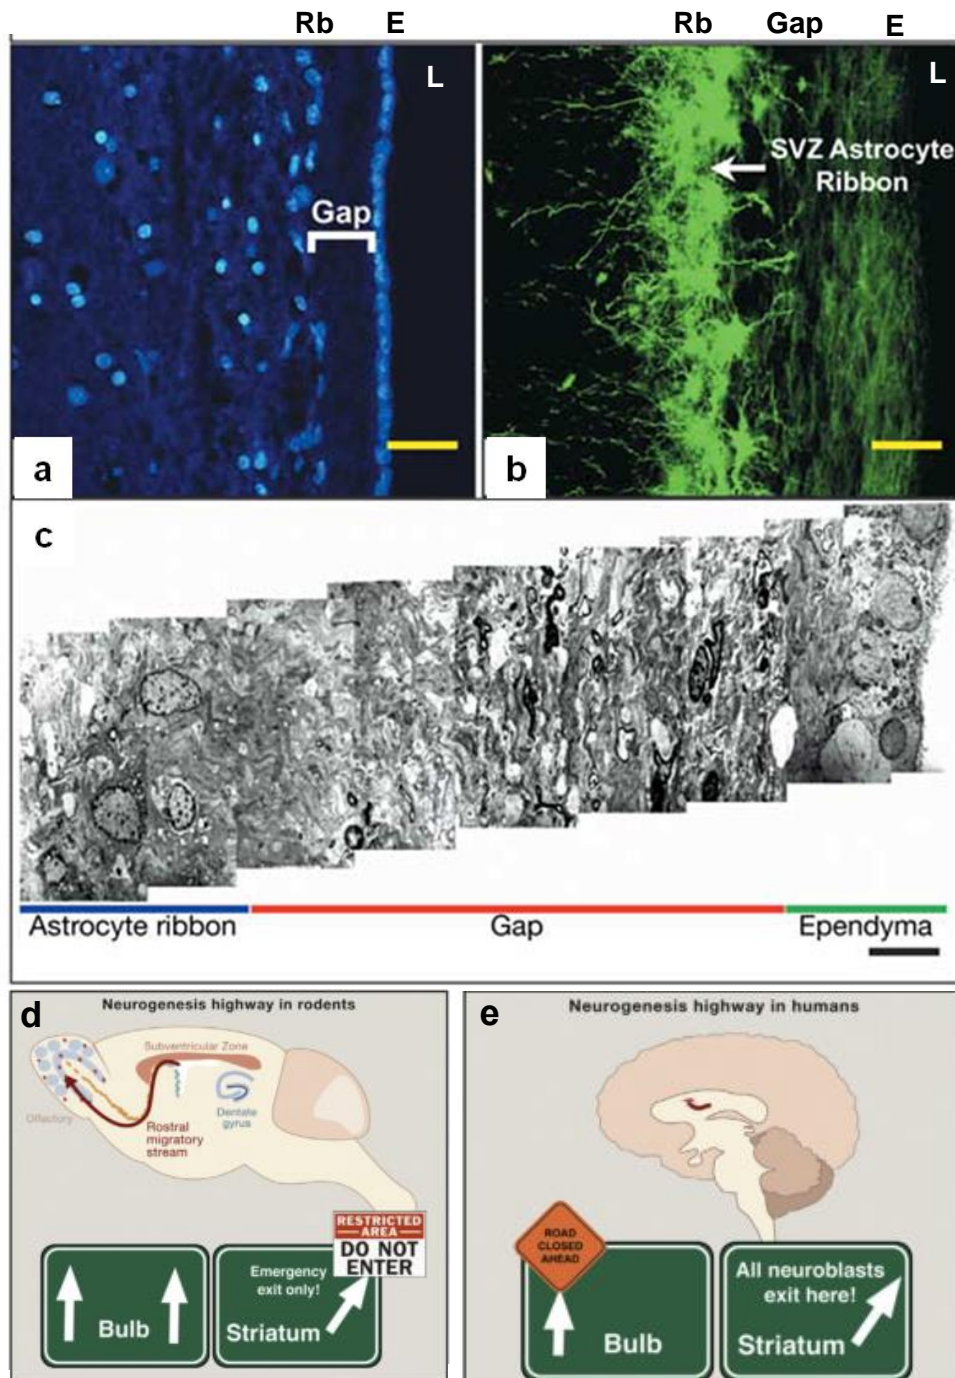 Rb E Rb Gap E
L L
Gap
SVZ Astrocyte
Ribbon
a b
c
Astrocyte ribbon Gap Ependyma
d
Neurogenesis highway in rodents
Subventricular Zone
Olfactory
Dentate
gyrus
Rostral
migratory
stream
RESTRICTED
AREA
DO NOT
ENTER
Bulb
Emergency
exit only!
Striatum
e
Neurogenesis highway in humans
ROAD
CLOSED
AHEAD
Bulb
All neuroblasts
exit here!
Striatum